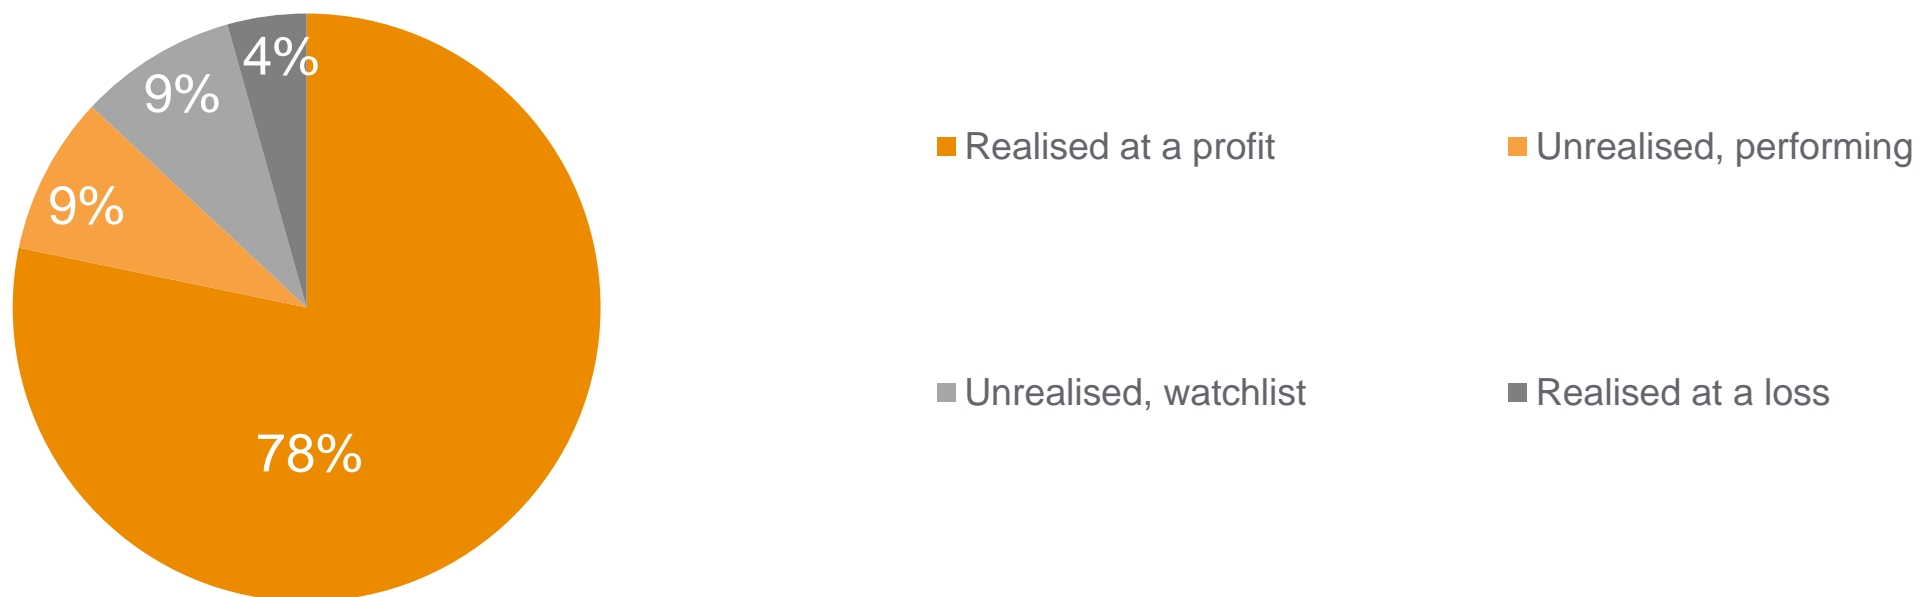 4%
9%
9%
78%
Realised at a profit
Unrealised, performing
Unrealised, watchlist
Realised at a loss